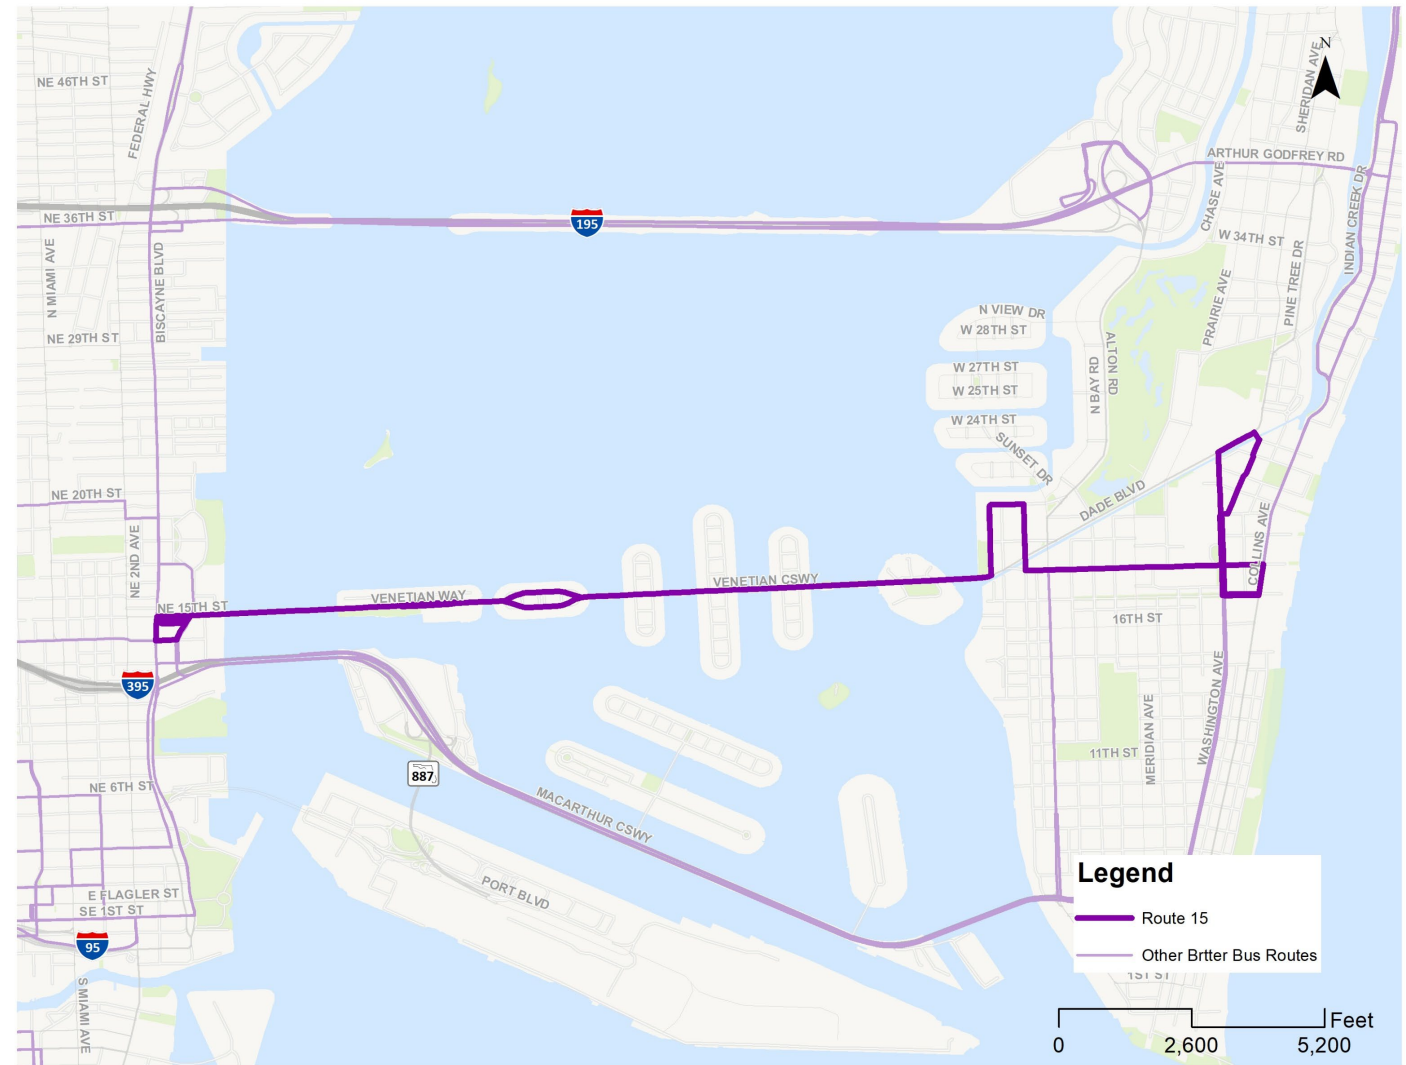 N
NE 46TH ST
FEDERAL HWY
SHERIDAN AVE
ARTHUR GODFREY RD
CHASE AVE
INDIAN CREEK DR
NE 36TH ST
195
W 34TH ST
N MIAMI AVE
BISCAYNE BLVD
PRAIRIE AVE
PINE TREE DR
NE 29TH ST
N VIEW DR
W 28TH ST
W 27TH ST
W 25TH ST
W 24TH ST
SUNSET DR
N BAY RD
ALTON RD
NE 20TH ST
DADE BLVD
NE 2ND AVE
COLLINS AVE
VENETIAN CSWY
VENETIAN WAY
NE 15TH ST
16TH ST
395
WASHINGTON AVE
MERIDIAN AVE
11TH ST
887
NE 6TH ST
MACARTHUR CSWY
E FLAGLER ST
SE 1ST ST
PORT BLVD
95
S MIAMI AVE
Legend
Route 15
Other Brtter Bus Routes
1ST ST
Feet
0 2,600 5,200